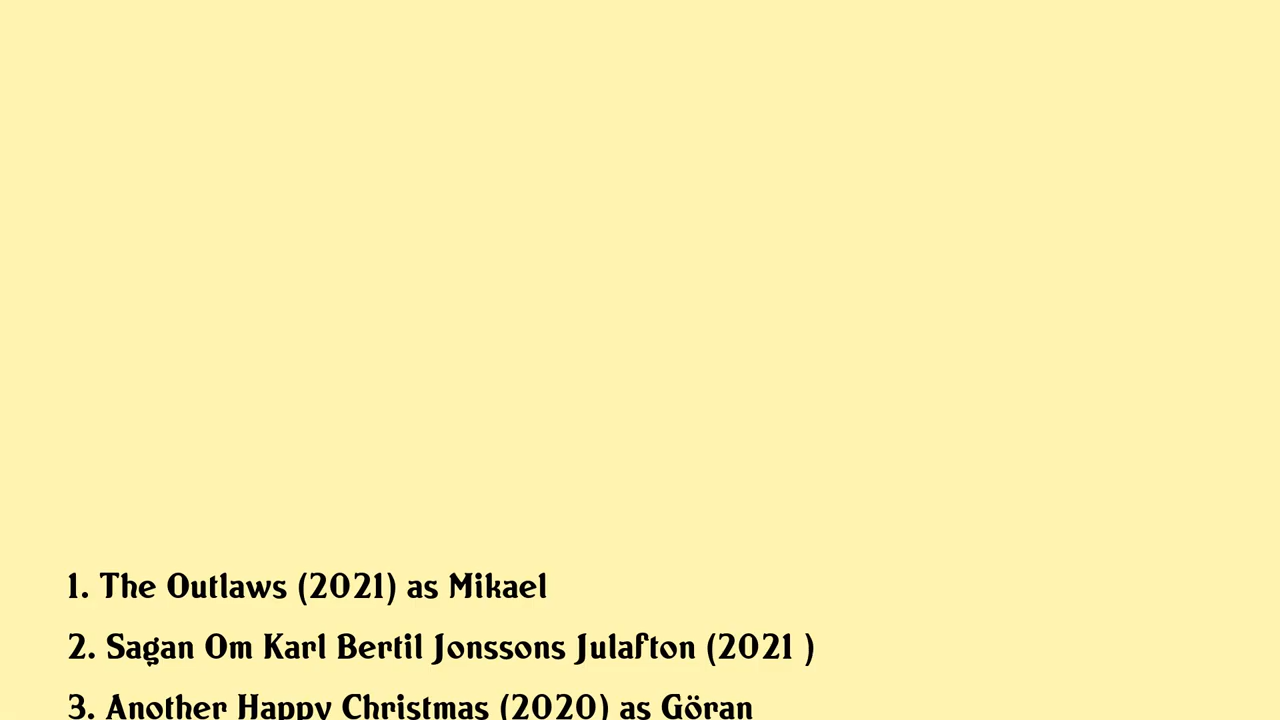 1. The Outlaws (2021) as Mikael
2. Sagan Om Karl Bertil Jonssons Julafton (2021 )
3. Another Happy Christmas (2020) as Göran